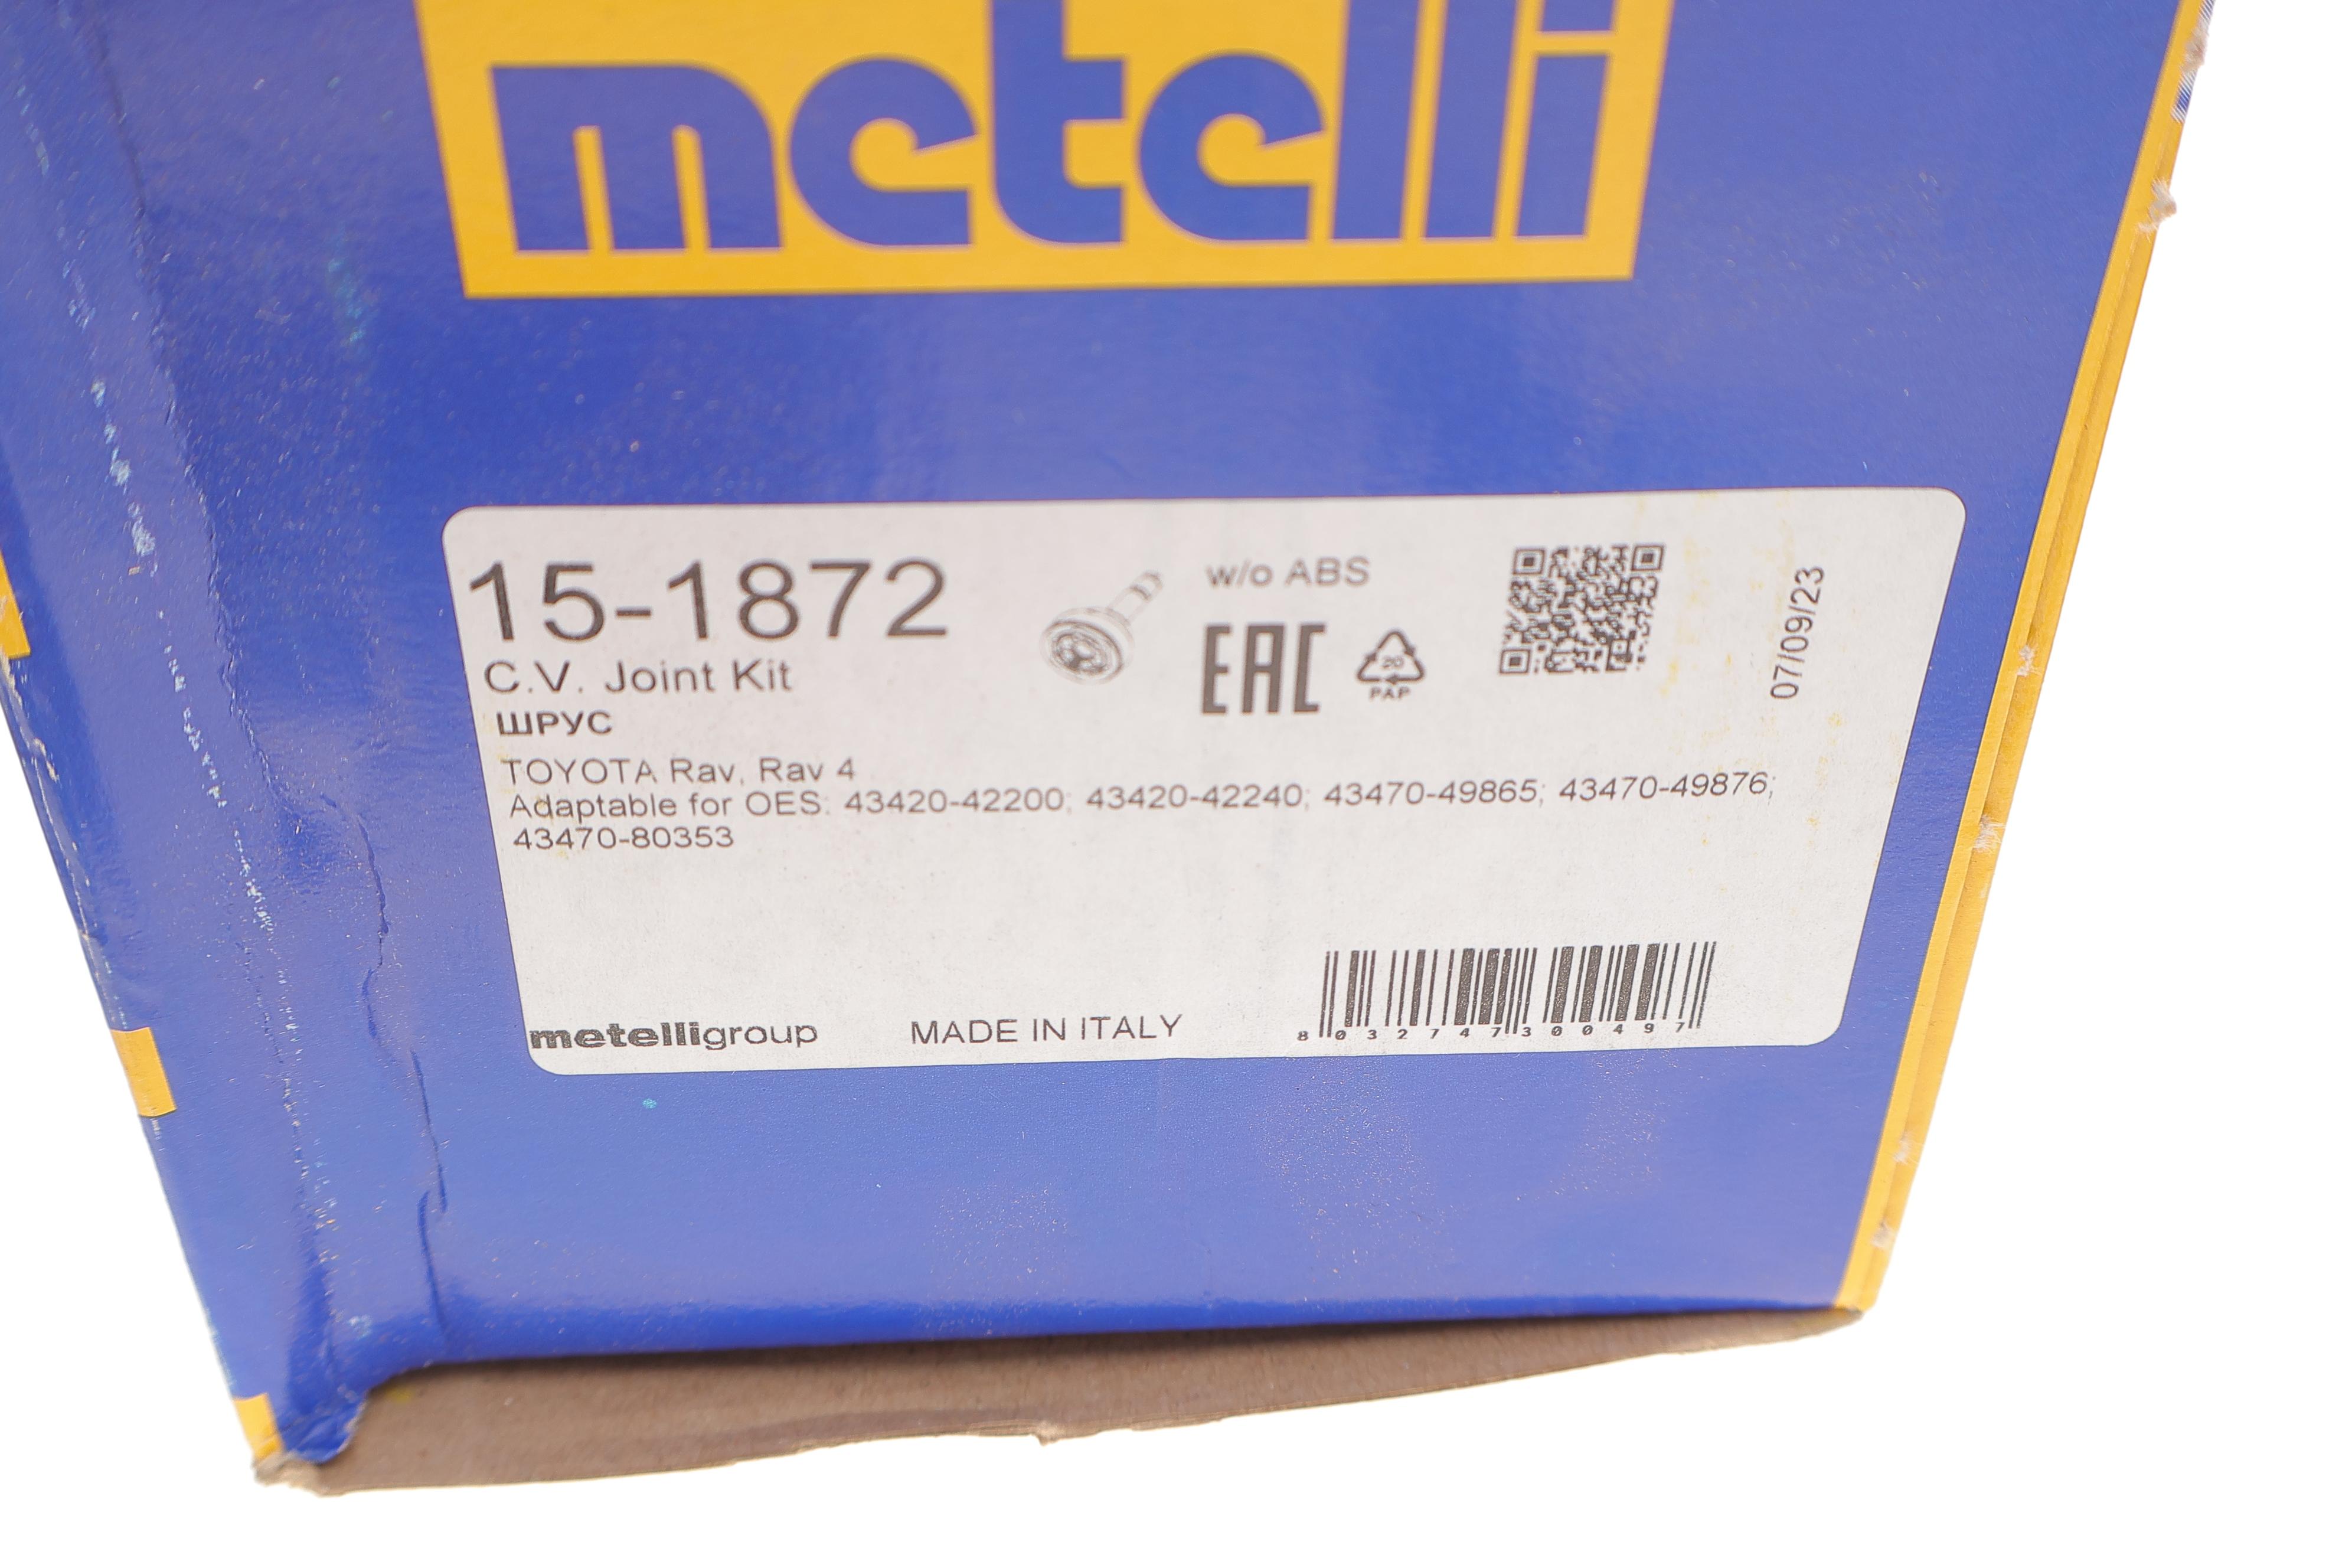 metelli
15-1872
w/o ABS
EAC
20
PAP
07/09/23
C.V. Joint Kit
ШРУС
TOYOTA Rav, Rav 4
Adaptable for OES: 43420-42200; 43420-42240; 43470-49865; 43470-49876;
43470-80353
metelligroup
MADE IN ITALY
8032747300497